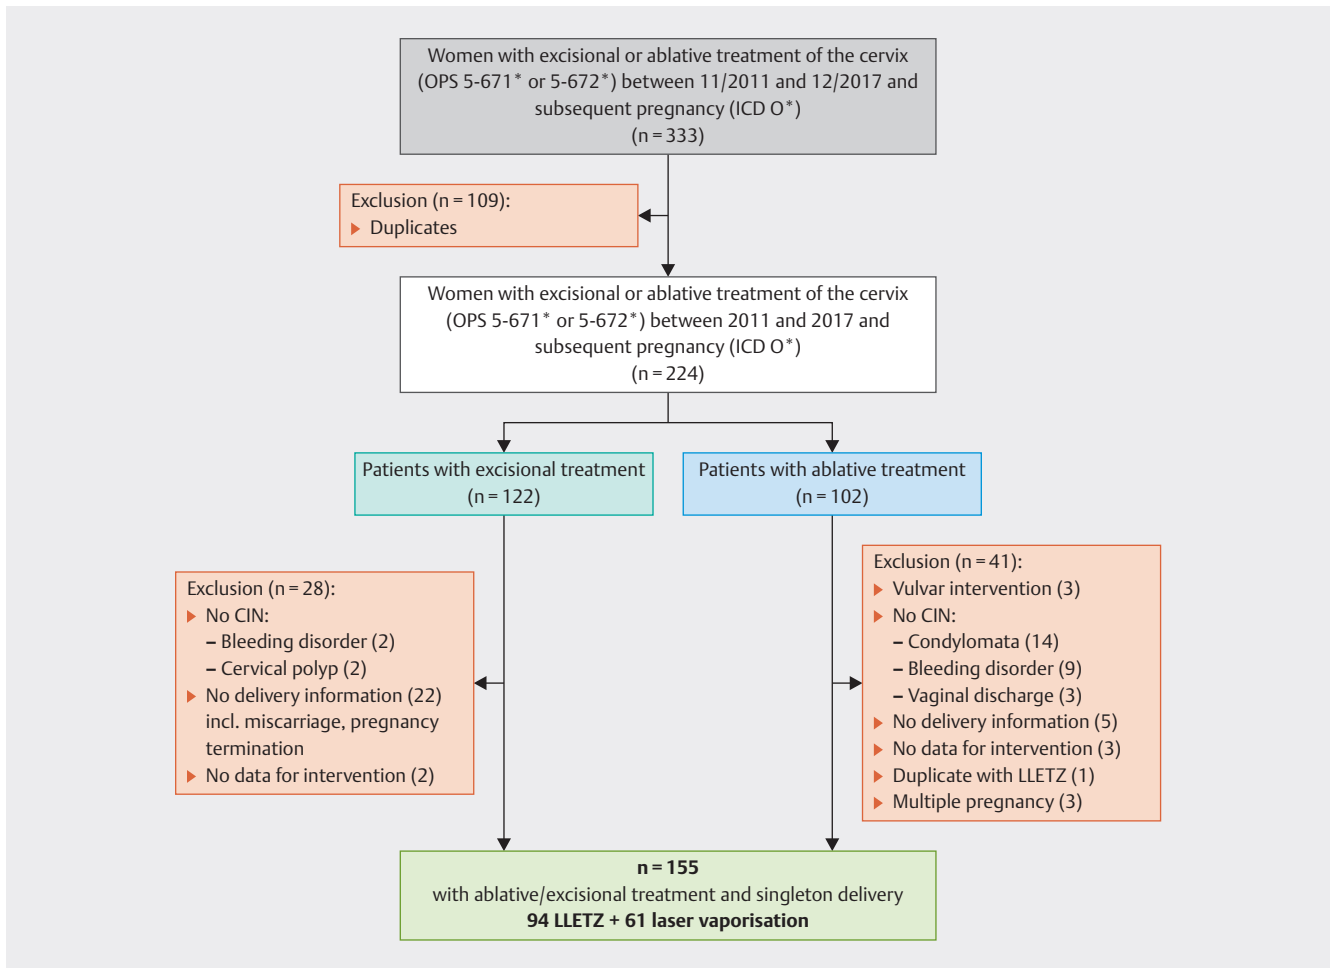 Women with excisional or ablative treatment of the cervix
(OPS 5-671* or 5-672*) between 11/2011 and 12/2017 and
subsequent pregnancy (ICD O*)
(n = 333)
Exclusion (n = 109):
▶ Duplicates
Women with excisional or ablative treatment of the cervix
(OPS 5-671* or 5-672*) between 2011 and 2017 and
subsequent pregnancy (ICD O*)
(n = 224)
Patients with excisional treatment
(n = 122)
Patients with ablative treatment
(n = 102)
Exclusion (n = 28):
▶ No CIN:
– Bleeding disorder (2)
– Cervical polyp (2)
▶ No delivery information (22)
incl. miscarriage, pregnancy
termination
▶ No data for intervention (2)
Exclusion (n = 41):
▶ Vulvar intervention (3)
▶ No CIN:
– Condylomata (14)
– Bleeding disorder (9)
– Vaginal discharge (3)
▶ No delivery information (5)
▶ No data for intervention (3)
▶ Duplicate with LLETZ (1)
▶ Multiple pregnancy (3)
n = 155
with ablative/excisional treatment and singleton delivery
94 LLETZ + 61 laser vaporisation